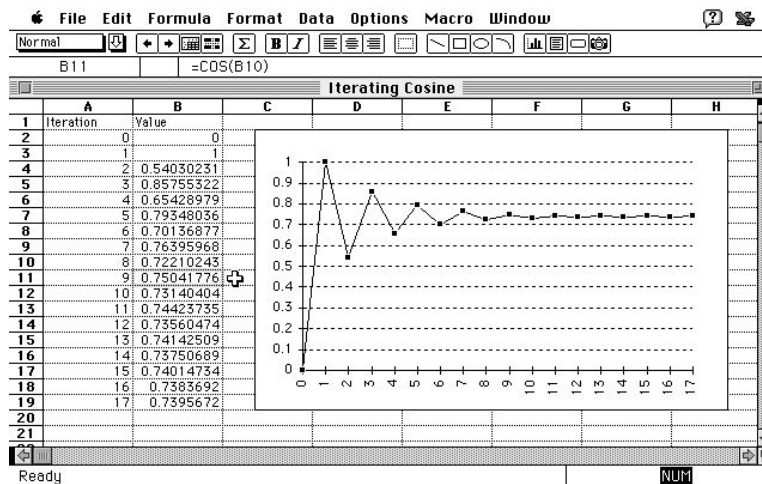 File Edit Formula Format Data Options Macro Window
Normal Σ B I
B11 =COS(B10)
Iterating Cosine
A B C D E F G H
1 Iteration Value
2 0 0
3 1 1
4 2 0.54030231
5 3 0.85755322
6 4 0.65428979
7 5 0.79348036
8 6 0.70136877
9 7 0.76395968
10 8 0.72210243
11 9 0.75041776
12 10 0.73140404
13 11 0.74423735
14 12 0.73560474
15 13 0.74142509
16 14 0.73750689
17 15 0.74014734
18 16 0.7383692
19 17 0.7395672
20
21
22
1
0.9
0.8
0.7
0.6
0.5
0.4
0.3
0.2
0.1
0
0 1 2 3 4 5 6 7 8 9 10 11 12 13 14 15 16 17
Ready NUM